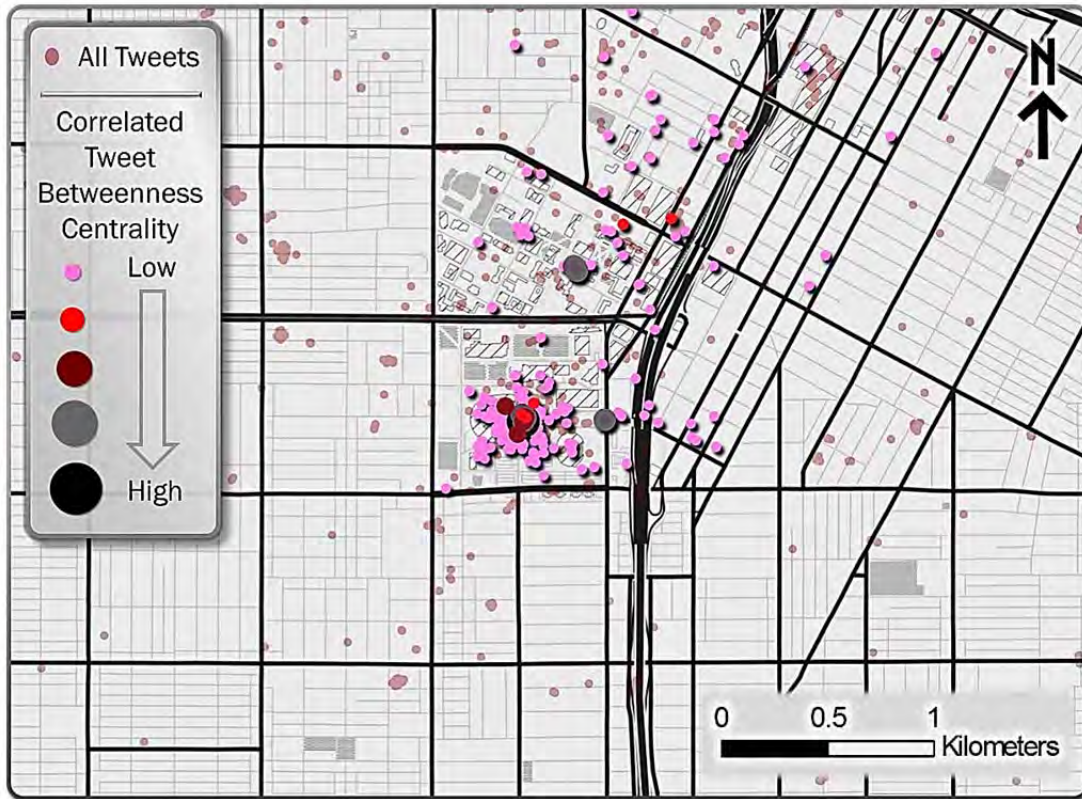 All Tweets
Correlated
Tweet
Betweenness
Centrality
Low
High
N
0 0.5 1
Kilometers